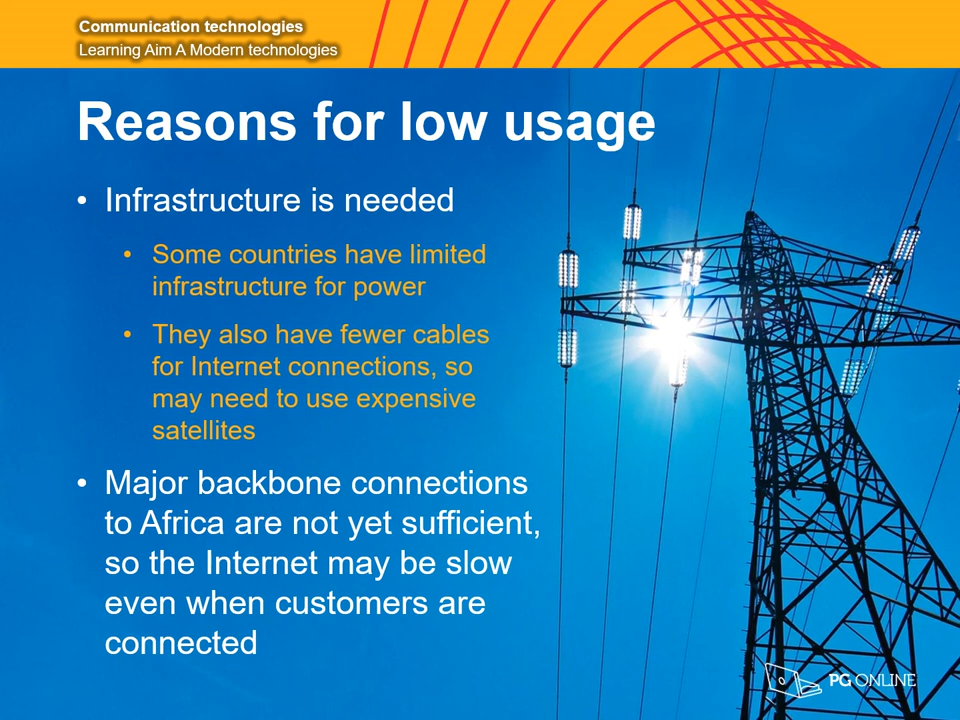 Communication technologies
Learning Aim A Modern technologies
Reasons for low usage
• Infrastructure is needed
• Some countries have limited
infrastructure for power
• They also have fewer cables
for Internet connections, so
may need to use expensive
satellites
• Major backbone connections
to Africa are not yet sufficient,
so the Internet may be slow
even when customers are
connected
PG ONLINE